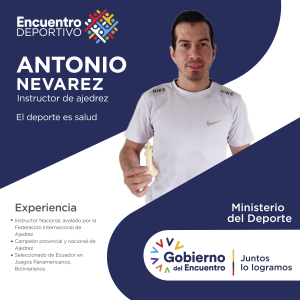 Encuentro
DEPORTIVO
ANTONIO
NEVAREZ
Instructor de ajedrez
El deporte es salud
NIKE
NIKE
Experiencia
• Instructor Nacional, avalado por la
Federación Internacional de
Ajedrez
• Campeón provincial y nacional de
Ajedrez
• Seleccionado de Ecuador en
Juegos Panamericanos,
Bolivarianos.
Ministerio
del Deporte
Gobierno
del Encuentro
Juntos
lo logramos